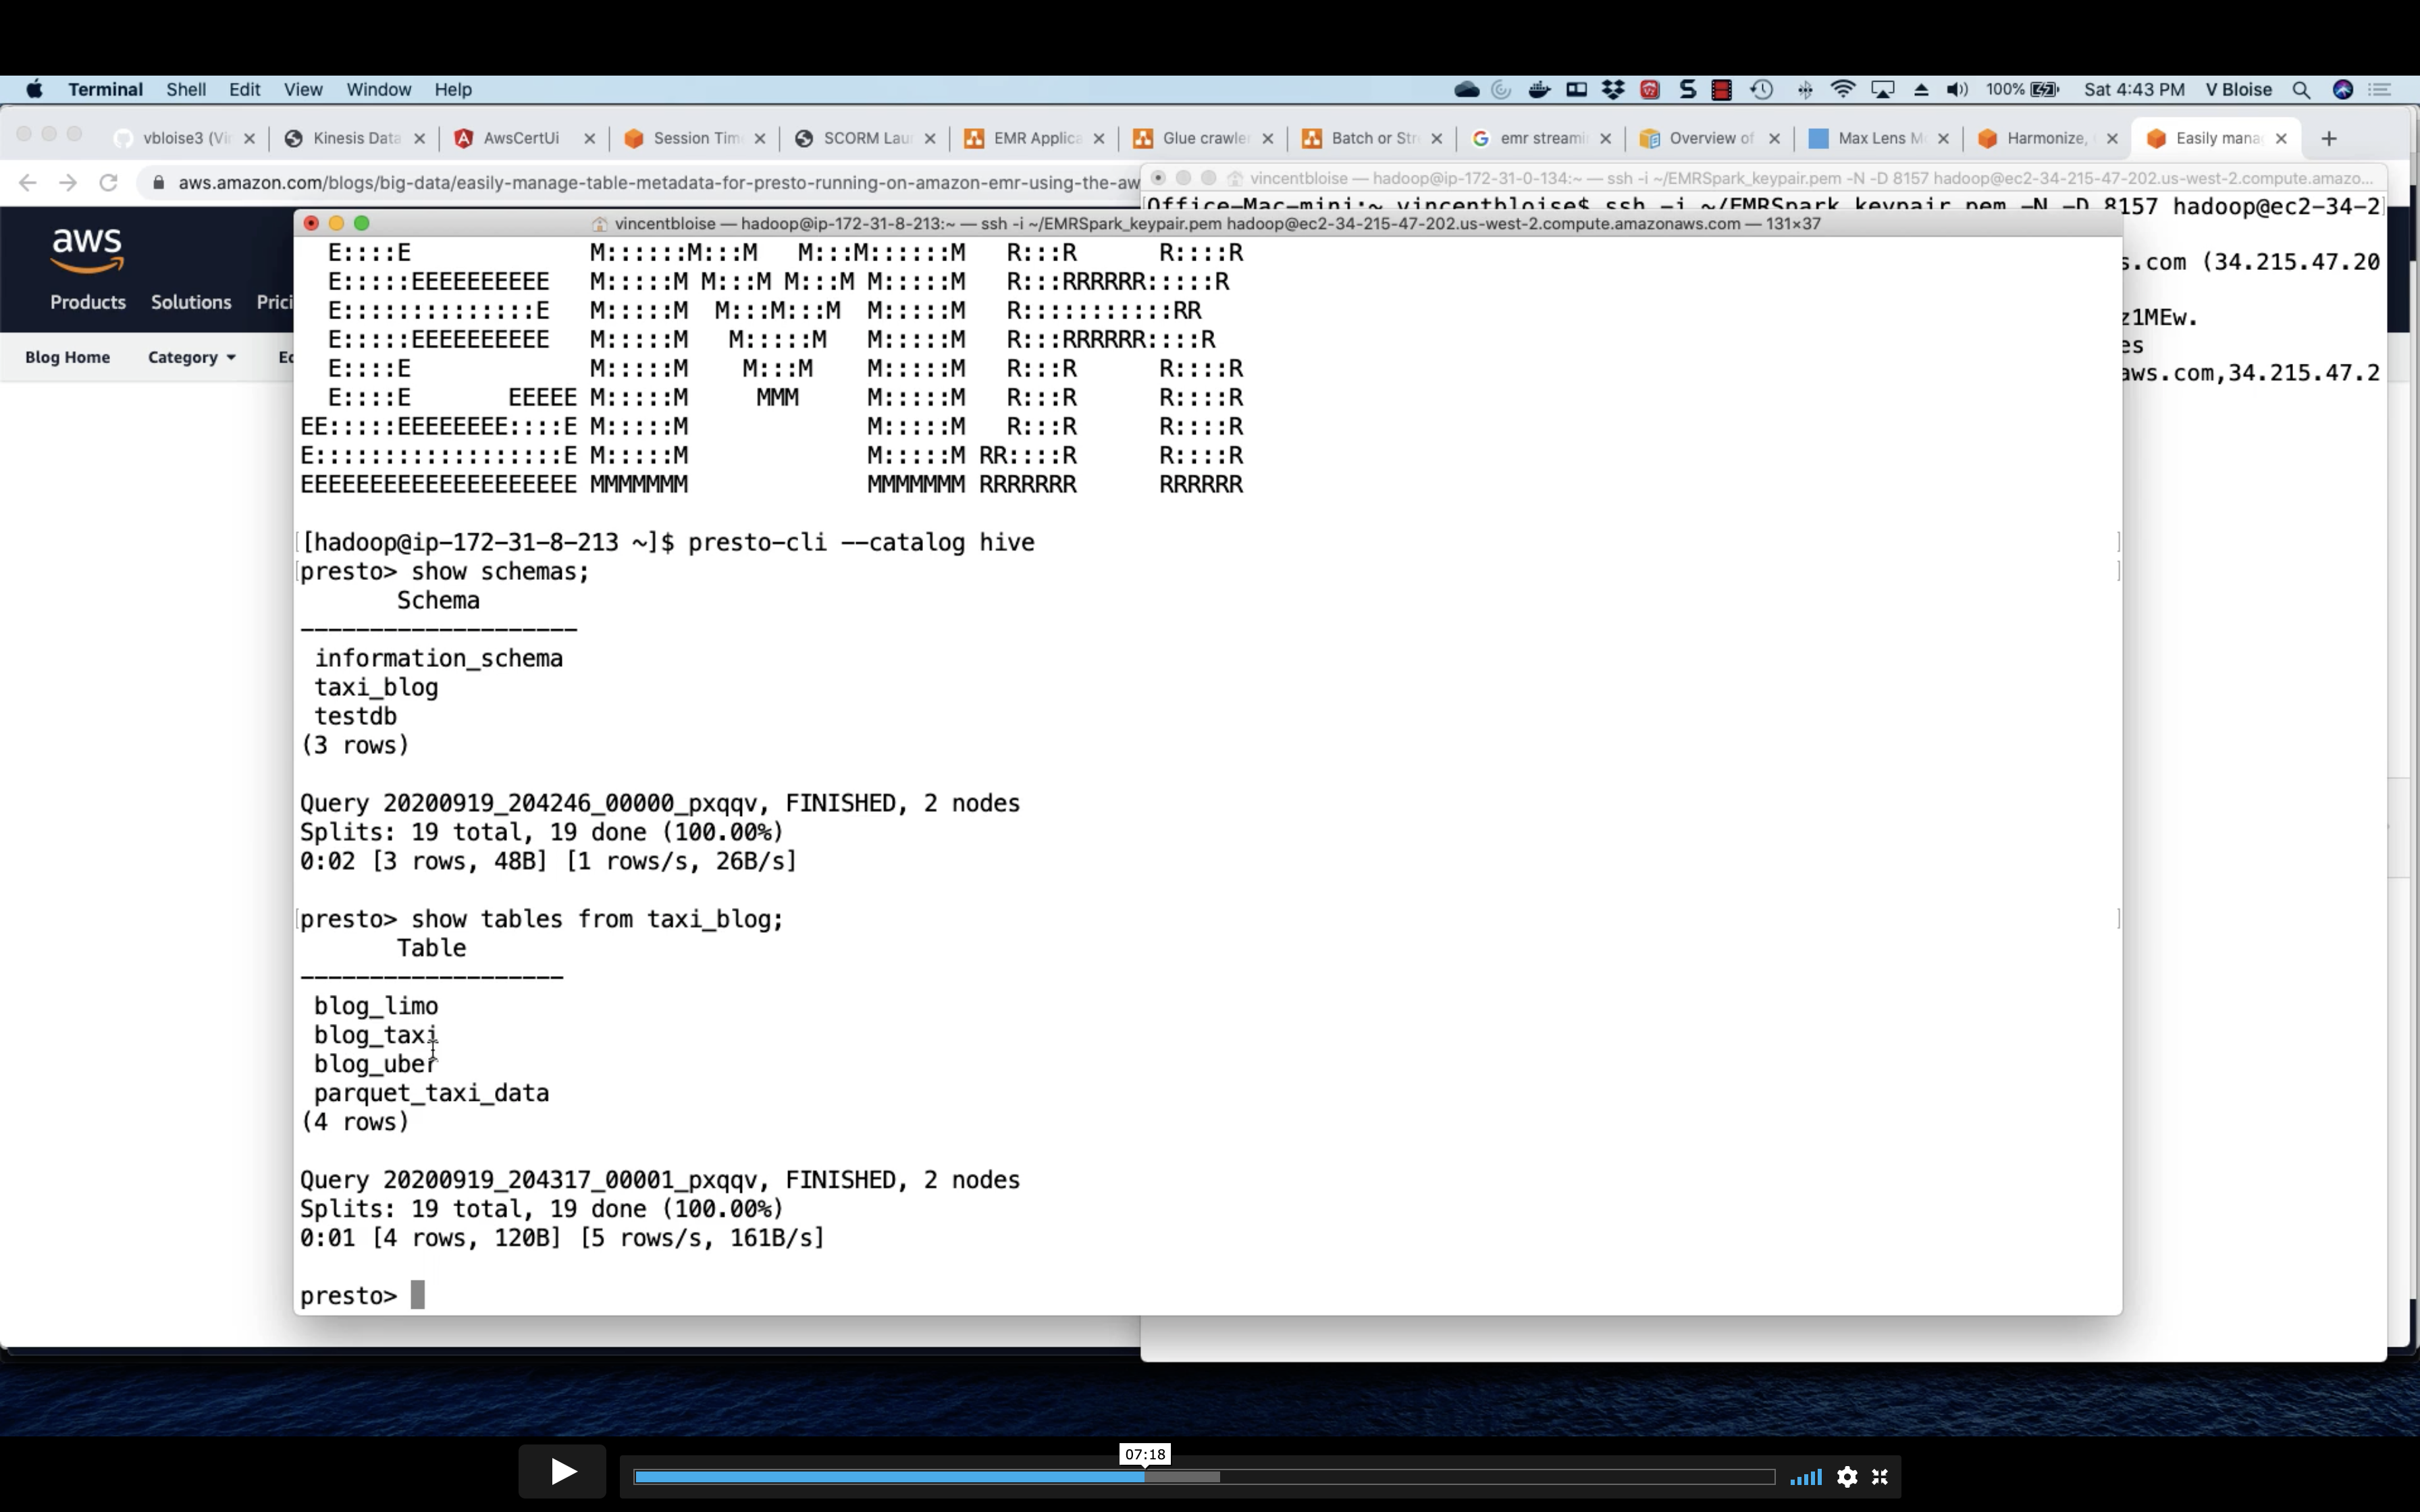 Terminal Shell Edit View Window Help 100% Sat 4:43 PM V Bloise
vbloise3 (Vi Kinesis Data AwsCertUi Session Tim SCORM Lau EMR Applica Glue crawle Batch or Str emr streami Overview of Max Lens M Harmonize, Easily mana
aws.amazon.com/blogs/big-data/easily-manage-table-metadata-for-presto-running-on-amazon-emr-using-the-aw
vincentbloise — hadoop@ip-172-31-0-134:~ — ssh -i ~/EMRSpark_keypair.pem -N -D 8157 hadoop@ec2-34-215-47-202.us-west-2.compute.amazo...
Office-Mac-mini:~ vincentbloise$ ssh -i ~/EMRSpark_keypair.pem -N -D 8157 hadoop@ec2-34-2
s.com (34.215.47.20
z1MEw.
es
aws.com,34.215.47.2
aws
Products Solutions Prici
Blog Home Category Ed
vincentbloise — hadoop@ip-172-31-8-213:~ — ssh -i ~/EMRSpark_keypair.pem hadoop@ec2-34-215-47-202.us-west-2.compute.amazonaws.com — 131×37
E::::E M::::::M:::M M:::M::::::M R:::R R::::R
E:::::EEEEEEEEEE M:::::M M:::M M:::M M:::::M R:::RRRRRR:::::R
E::::::::::::::E M:::::M M:::M:::M M:::::M R:::::::::::RR
E:::::EEEEEEEEEE M:::::M M:::::M M:::::M R:::RRRRRR::::R
E::::E M:::::M M:::M M:::::M R:::R R::::R
E::::E EEEEE M:::::M MMM M:::::M R:::R R::::R
EE:::::EEEEEEEE::::E M:::::M M:::::M R:::R R::::R
E::::::::::::::::::E M:::::M M:::::M RR::::R R::::R
EEEEEEEEEEEEEEEEEEEE MMMMMMM MMMMMMM RRRRRRR RRRRRR
[hadoop@ip-172-31-8-213 ~]$ presto-cli --catalog hive
presto> show schemas;
Schema
--------------------
information_schema
taxi_blog
testdb
(3 rows)
Query 20200919_204246_00000_pxqqv, FINISHED, 2 nodes
Splits: 19 total, 19 done (100.00%)
0:02 [3 rows, 48B] [1 rows/s, 26B/s]
presto> show tables from taxi_blog;
Table
-------------------
blog_limo
blog_taxi
blog_uber
parquet_taxi_data
(4 rows)
Query 20200919_204317_00001_pxqqv, FINISHED, 2 nodes
Splits: 19 total, 19 done (100.00%)
0:01 [4 rows, 120B] [5 rows/s, 161B/s]
presto>
07:18